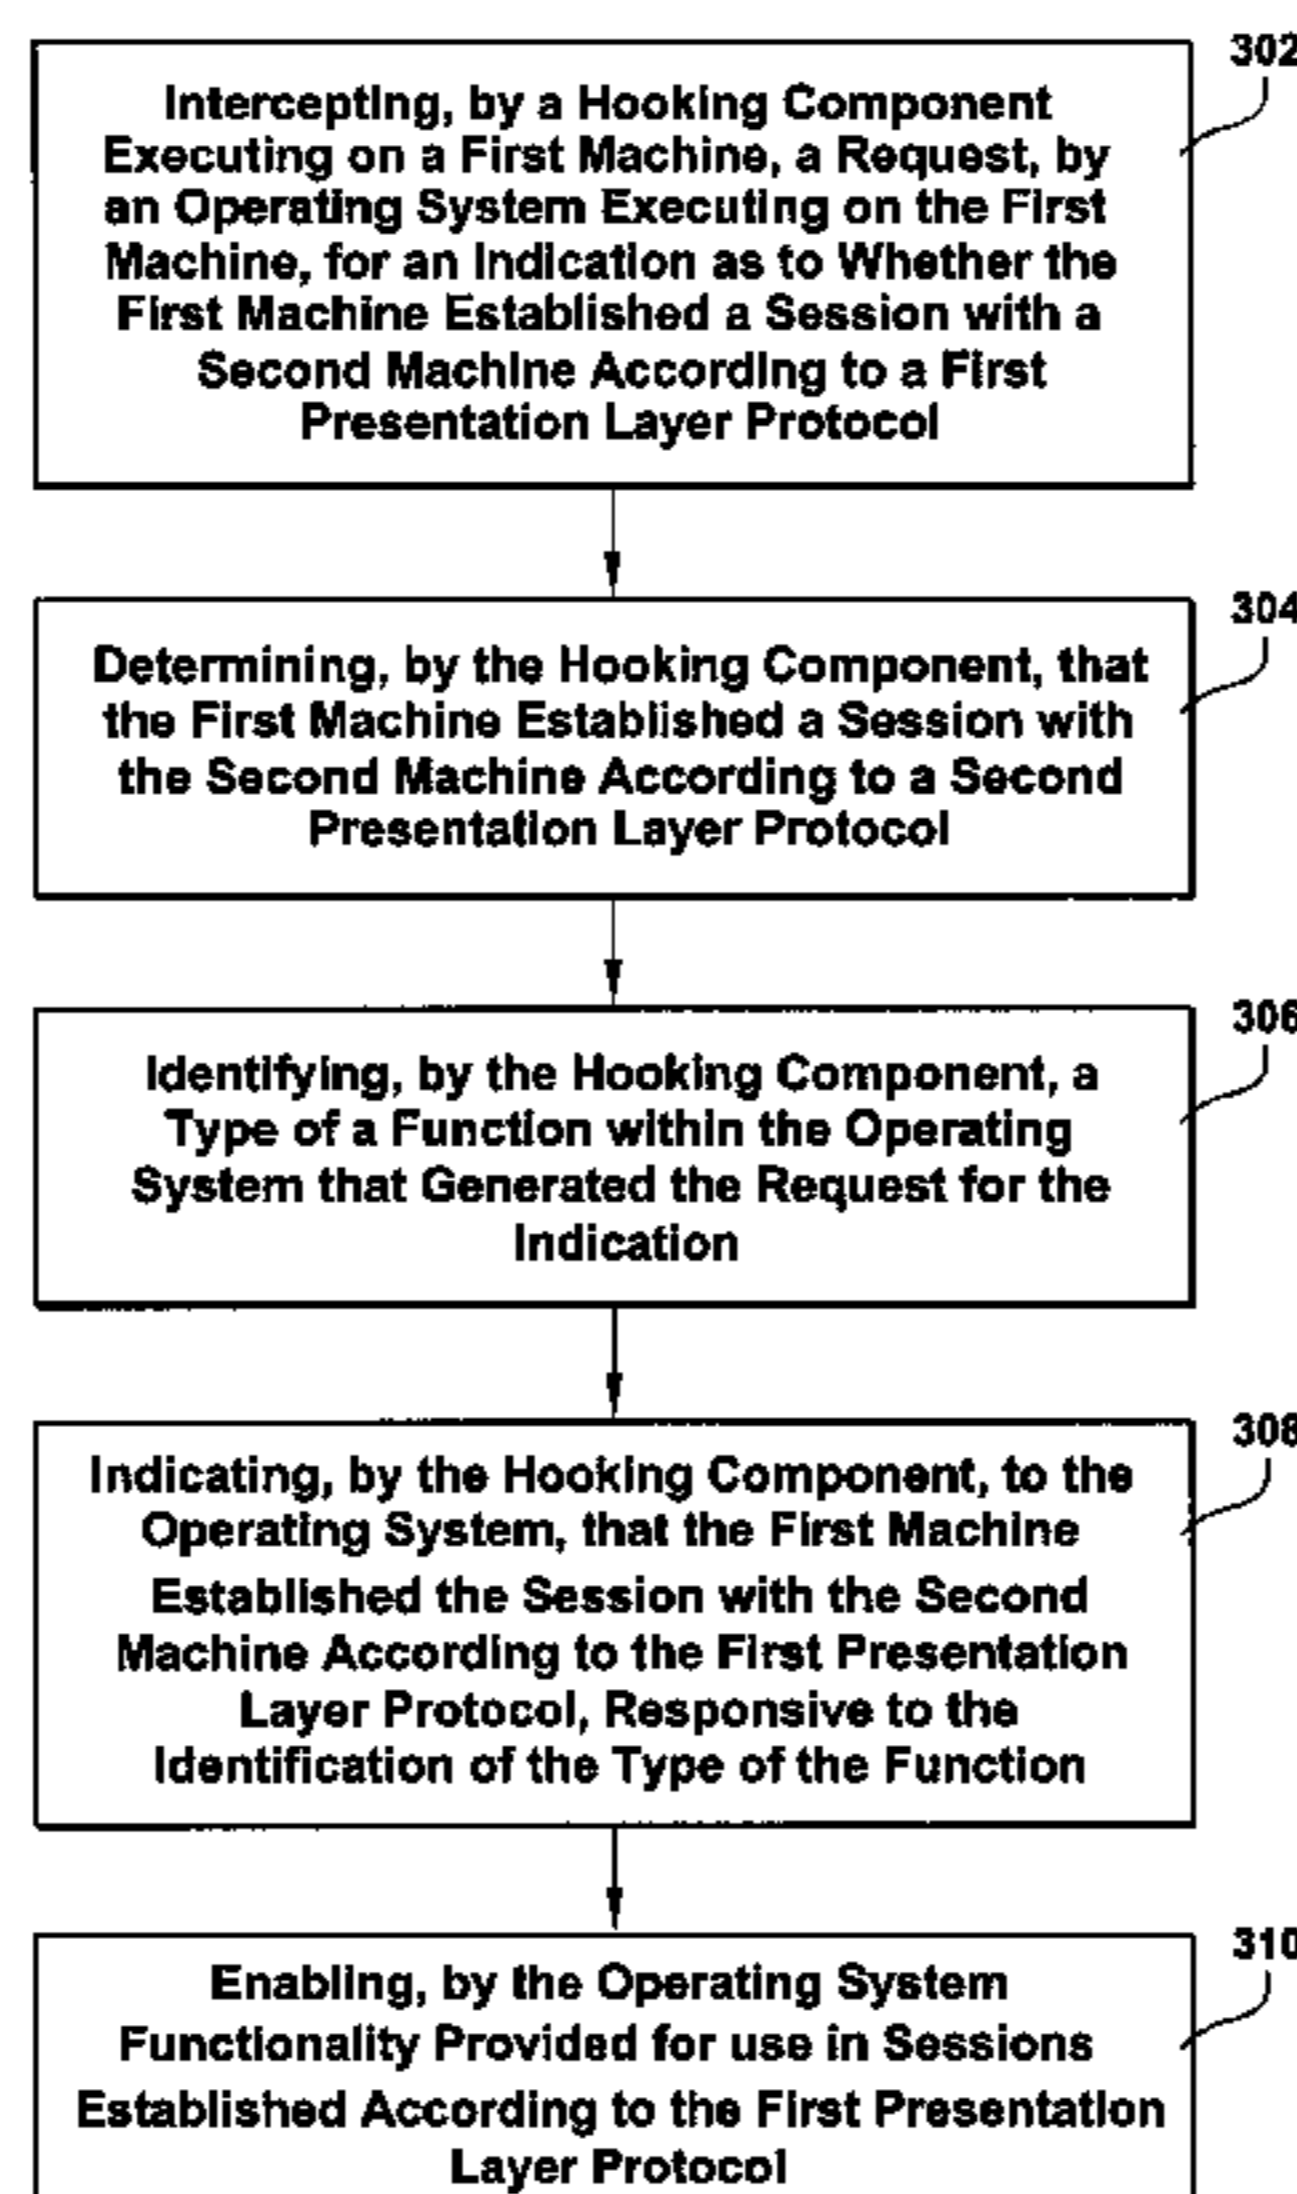 302
Intercepting, by a Hooking Component
Executing on a First Machine, a Request, by
an Operating System Executing on the First
Machine, for an Indication as to Whether the
First Machine Established a Session with a
Second Machine According to a First
Presentation Layer Protocol
304
Determining, by the Hooking Component, that
the First Machine Established a Session with
the Second Machine According to a Second
Presentation Layer Protocol
306
Identifying, by the Hooking Component, a
Type of a Function within the Operating
System that Generated the Request for the
Indication
308
Indicating, by the Hooking Component, to the
Operating System, that the First Machine
Established the Session with the Second
Machine According to the First Presentation
Layer Protocol, Responsive to the
Identification of the Type of the Function
310
Enabling, by the Operating System
Functionality Provided for use in Sessions
Established According to the First Presentation
Layer Protocol